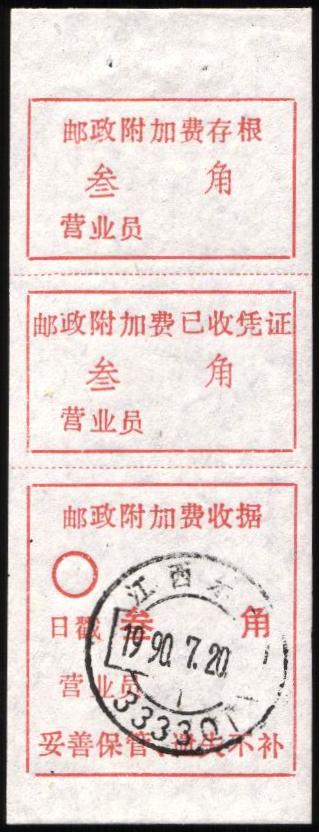 邮政附加费存根
叁 角
营业员
邮政附加费已收凭证
叁 角
营业员
邮政附加费收据
江西
日戳 叁 角
1990.7.20.
营业员
333301
妥善保管,遗失不补